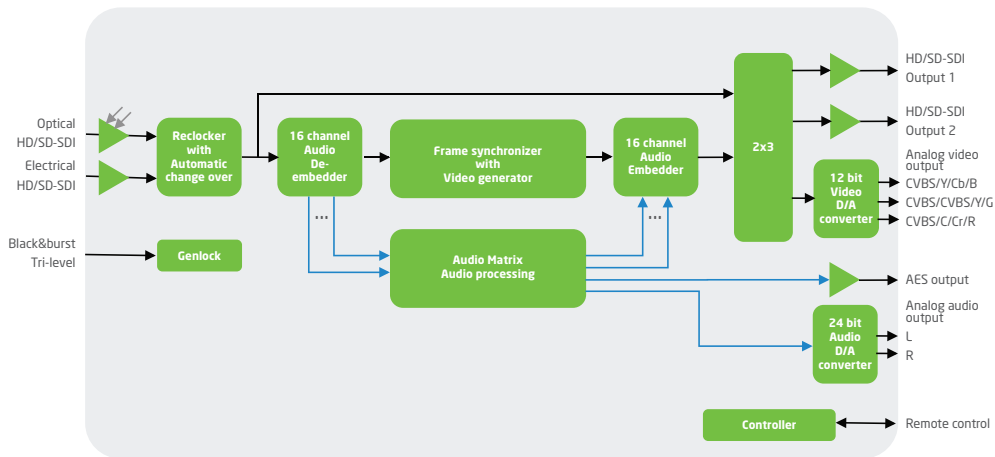 Optical
HD/SD-SDI
Electrical
HD/SD-SDI
Black&burst
Tri-level
Reclocker
with
Automatic
change over
Genlock
16 channel
Audio
De-
embedder
...
Frame synchronizer
with
Video generator
Audio Matrix
Audio processing
16 channel
Audio
Embedder
...
2x3
12 bit
Video
D/A
converter
24 bit
Audio
D/A
converter
Controller
HD/SD-SDI
Output 1
HD/SD-SDI
Output 2
Analog video
output
CVBS/Y/Cb/B
CVBS/CVBS/Y/G
CVBS/C/Cr/R
AES output
Analog audio
output
L
R
Remote control